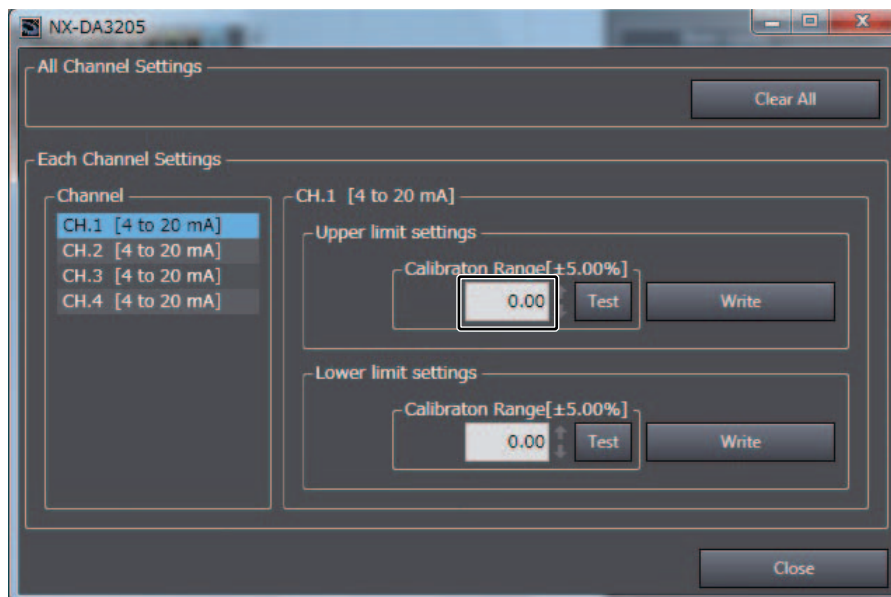 NX-DA3205
All Channel Settings
Clear All
Each Channel Settings
Channel
CH.1 [4 to 20 mA]
CH.2 [4 to 20 mA]
CH.3 [4 to 20 mA]
CH.4 [4 to 20 mA]
CH.1 [4 to 20 mA]
Upper limit settings
Calibraton Range[±5.00%]
0.00 Test Write
Lower limit settings
Calibraton Range[±5.00%]
0.00 Test Write
Close